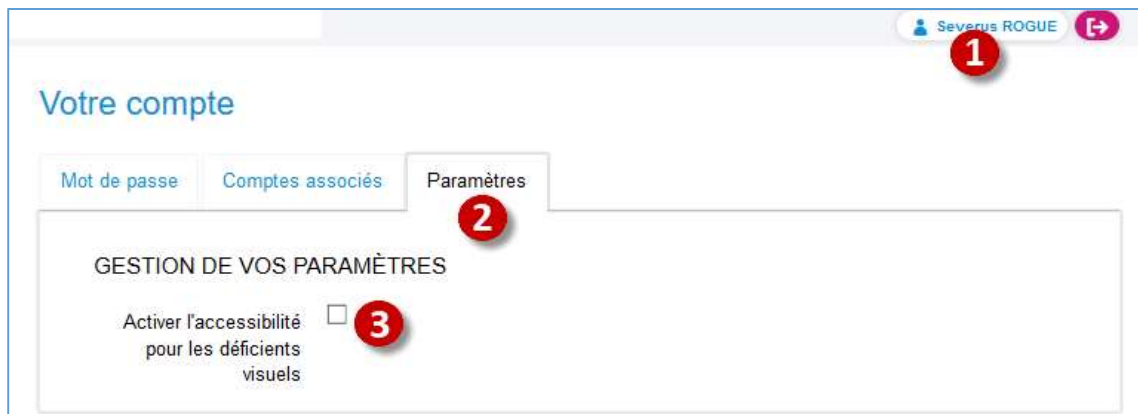 Severus ROGUE
1
Votre compte
Mot de passe Comptes associés Paramètres
2
GESTION DE VOS PARAMÈTRES
Activer l'accessibilité
3
pour les déficients
visuels